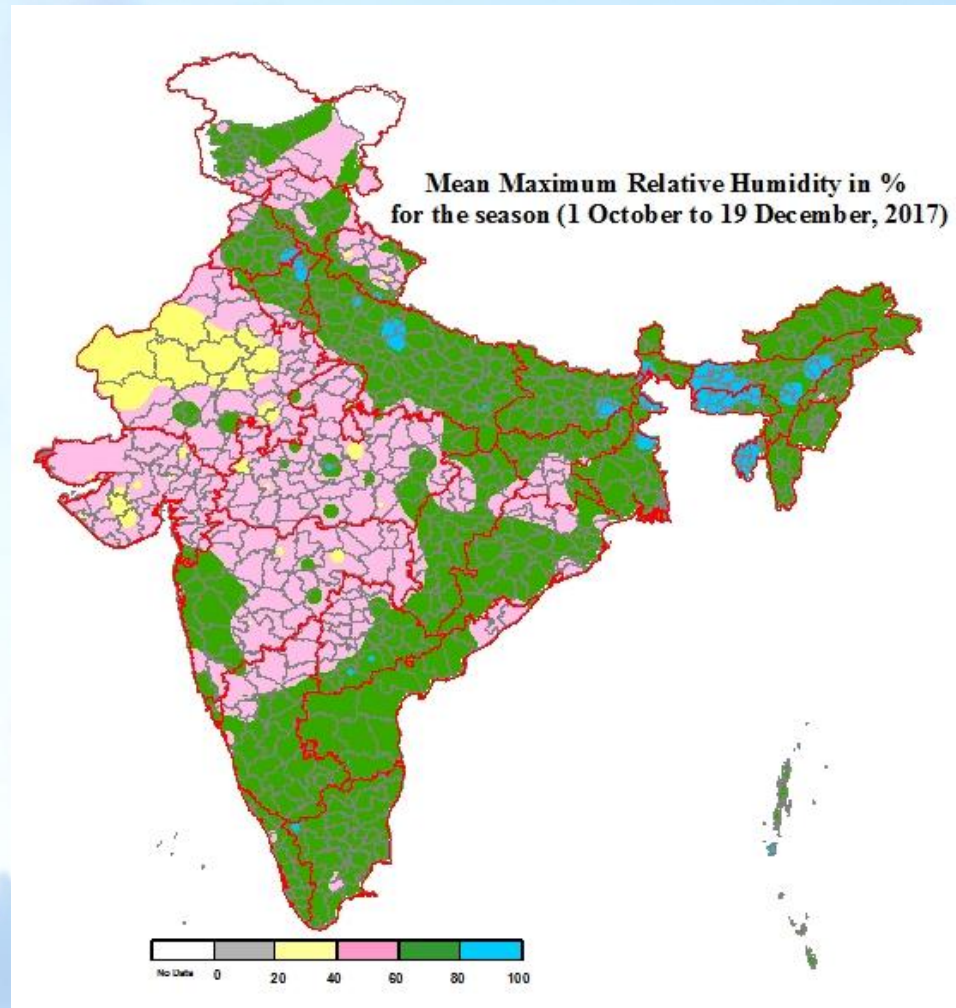 Mean Maximum Relative Humidity in %
for the season (1 October to 19 December, 2017)
No Data 0 20 40 60 80 100